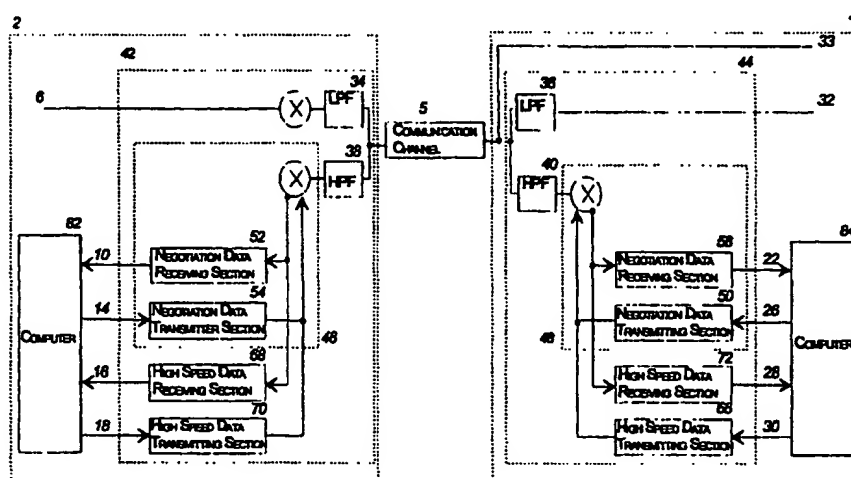 2
42
34
33
44
6
LPF
5
36
LPF
32
COMMUNICATION
CHANNEL
38
HPF
40
HPF
82
52
58
84
10
NEGOTIATION DATA
RECEIVING SECTION
NEGOTIATION DATA
RECEIVING SECTION
22
54
50
14
NEGOTIATION DATA
TRANSMITTER SECTION
NEGOTIATION DATA
TRANSMITTING SECTION
26
COMPUTER
46
48
COMPUTER
68
72
16
HIGH SPEED DATA
RECEIVING SECTION
HIGH SPEED DATA
RECEIVING SECTION
28
70
66
18
HIGH SPEED DATA
TRANSMITTING SECTION
HIGH SPEED DATA
TRANSMITTING SECTION
30